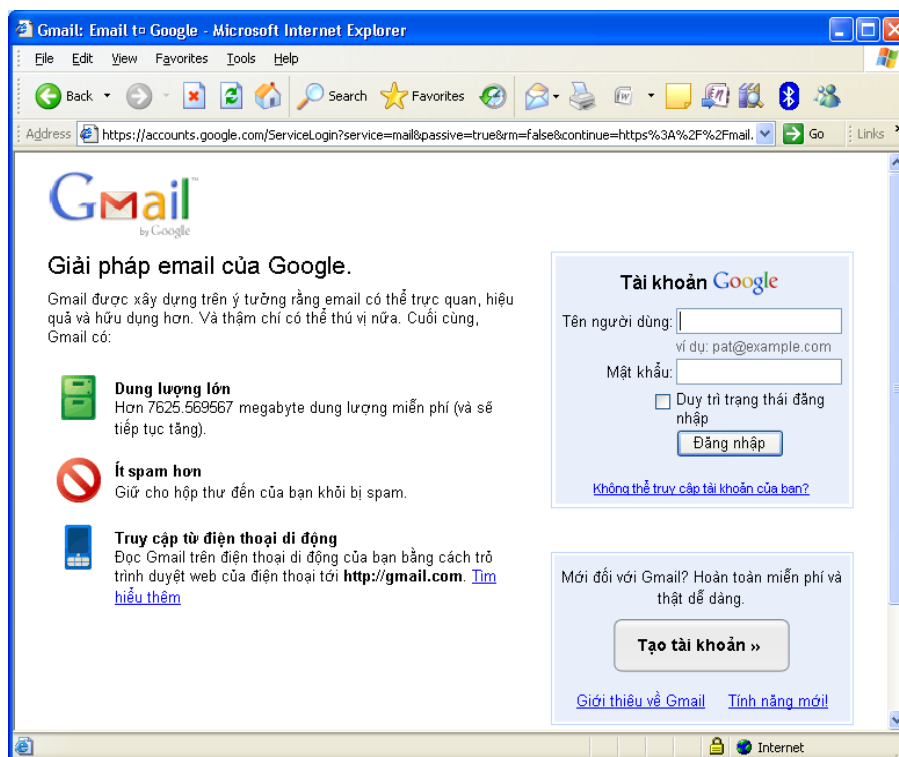 Gmail: Email từ Google - Microsoft Internet Explorer
File Edit View Favorites Tools Help
Back Search Favorites
Address https://accounts.google.com/ServiceLogin?service=mail&passive=true&rm=false&continue=https%3A%2F%2Fmail. Go Links
Gmail™
by Google
Giải pháp email của Google.
Gmail được xây dựng trên ý tưởng rằng email có thể trực quan, hiệu
quả và hữu dụng hơn. Và thậm chí có thể thú vị nữa. Cuối cùng,
Gmail có:
Dung lượng lớn
Hơn 7625.569567 megabyte dung lượng miễn phí (và sẽ
tiếp tục tăng).
Ít spam hơn
Giữ cho hộp thư đến của bạn khỏi bị spam.
Truy cập từ điện thoại di động
Đọc Gmail trên điện thoại di động của bạn bằng cách trỏ
trình duyệt web của điện thoại tới http://gmail.com. Tìm
hiểu thêm
Tài khoản Google
Tên người dùng:
ví dụ: pat@example.com
Mật khẩu:
Duy trì trạng thái đăng
nhập
Đăng nhập
Không thể truy cập tài khoản của bạn?
Mới đối với Gmail? Hoàn toàn miễn phí và
thật dễ dàng.
Tạo tài khoản »
Giới thiệu về Gmail Tính năng mới!
Internet